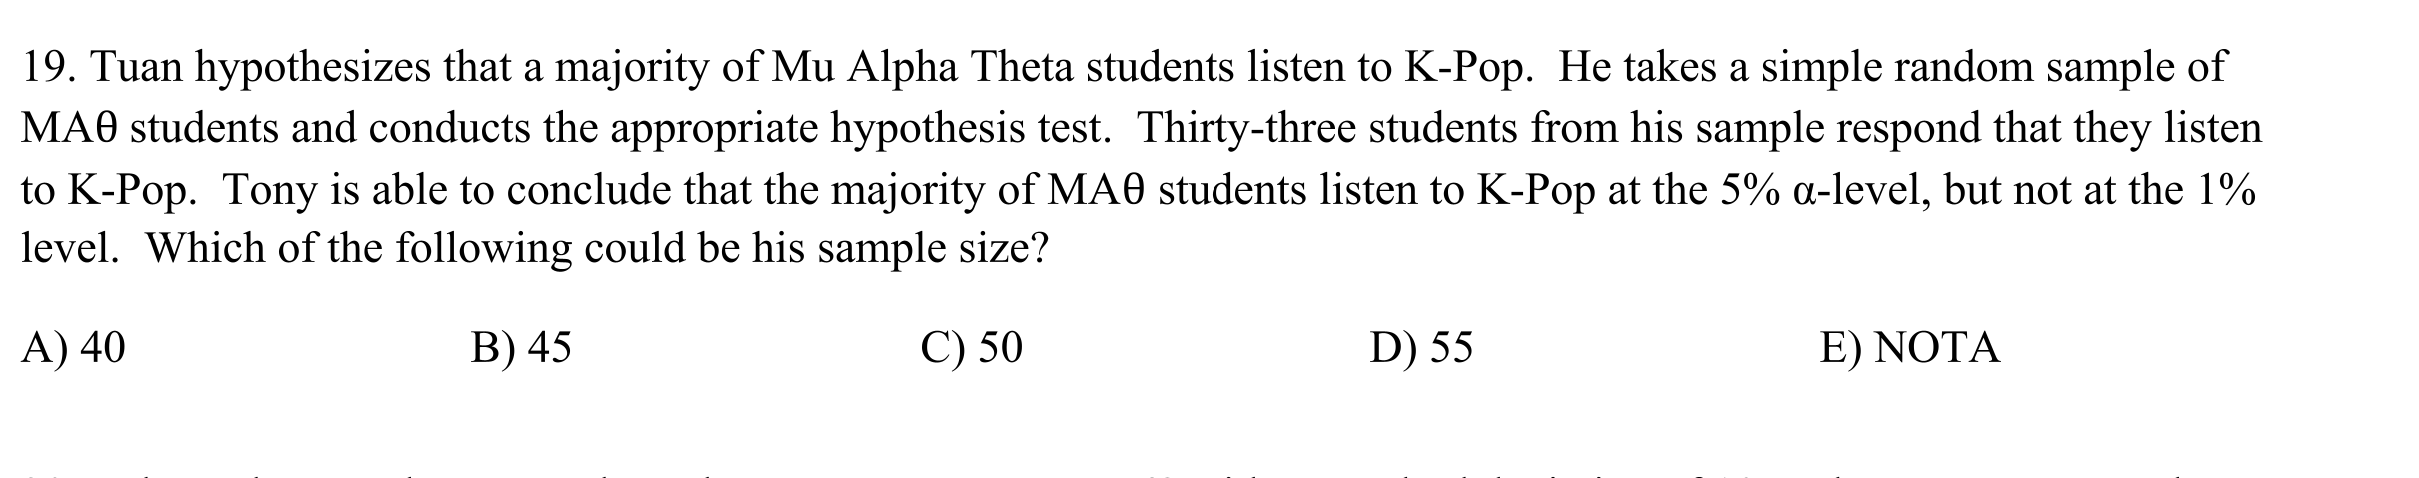 19. Tuan hypothesizes that a majority of Mu Alpha Theta students listen to K-Pop.  He takes a simple random sample of
MAθ students and conducts the appropriate hypothesis test.  Thirty-three students from his sample respond that they listen
to K-Pop.  Tony is able to conclude that the majority of MAθ students listen to K-Pop at the 5% α-level, but not at the 1%
level.  Which of the following could be his sample size?
A) 40 B) 45 C) 50 D) 55 E) NOTA